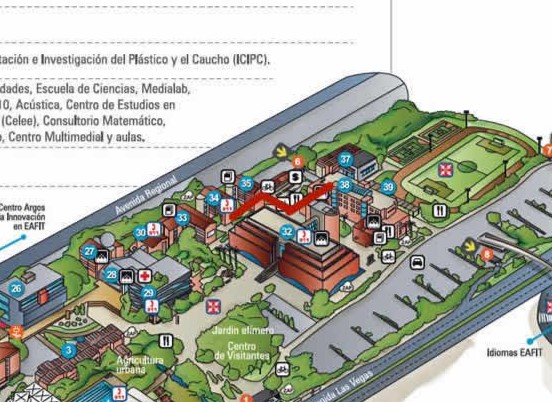 tación e Investigación del Plástico y el Caucho (ICIPC).
dades, Escuela de Ciencias, Medialab,
10, Acústica, Centro de Estudios en
(Celee), Consultorio Matemático,
o, Centro Multimedial y aulas.
Avenida Regional
Centro Argos
a Innovación
en EAFIT
6
7
37
38
39
35
34
33
32
30
27
28
29
26
8
3
$
Jardín efímero
Centro
de Visitantes
Agricultura
urbana
Idiomas EAFIT
enida Las Vegas
1